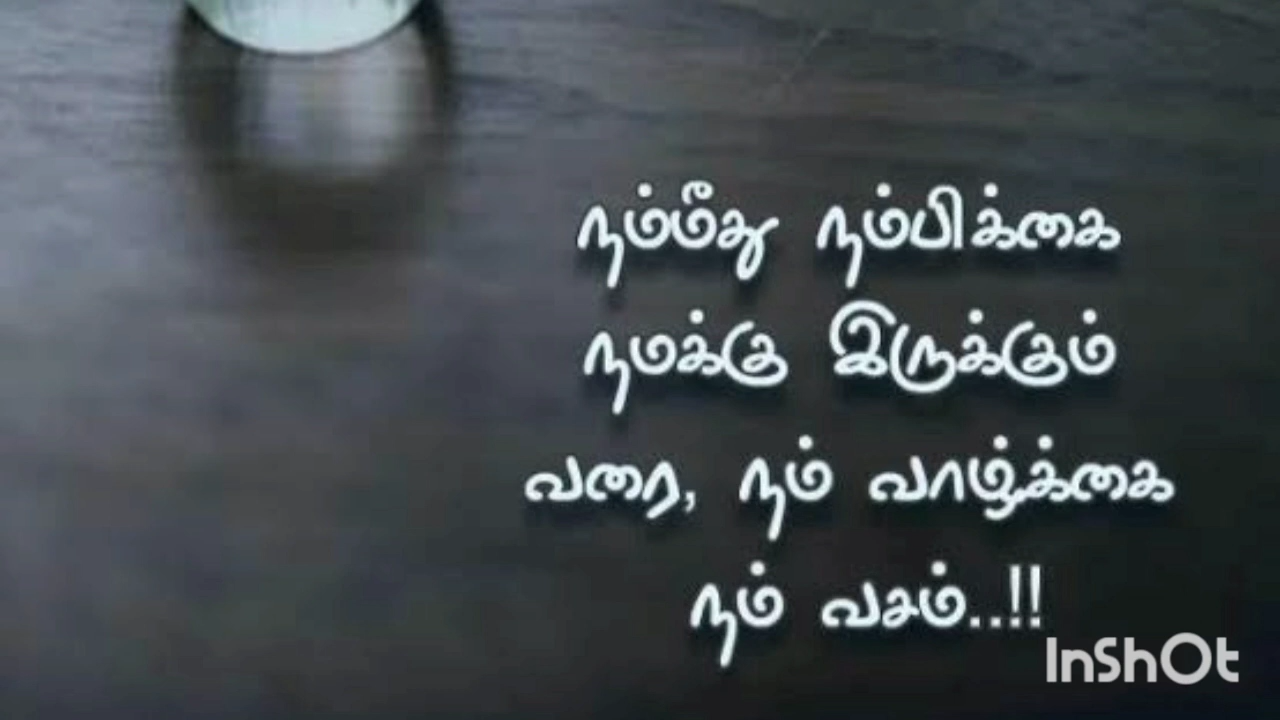 நம்மீது நம்பிக்கை
நமக்கு இருக்கும்
வரை, நம் வாழ்க்கை
நம் வசம்..!!
InShOt